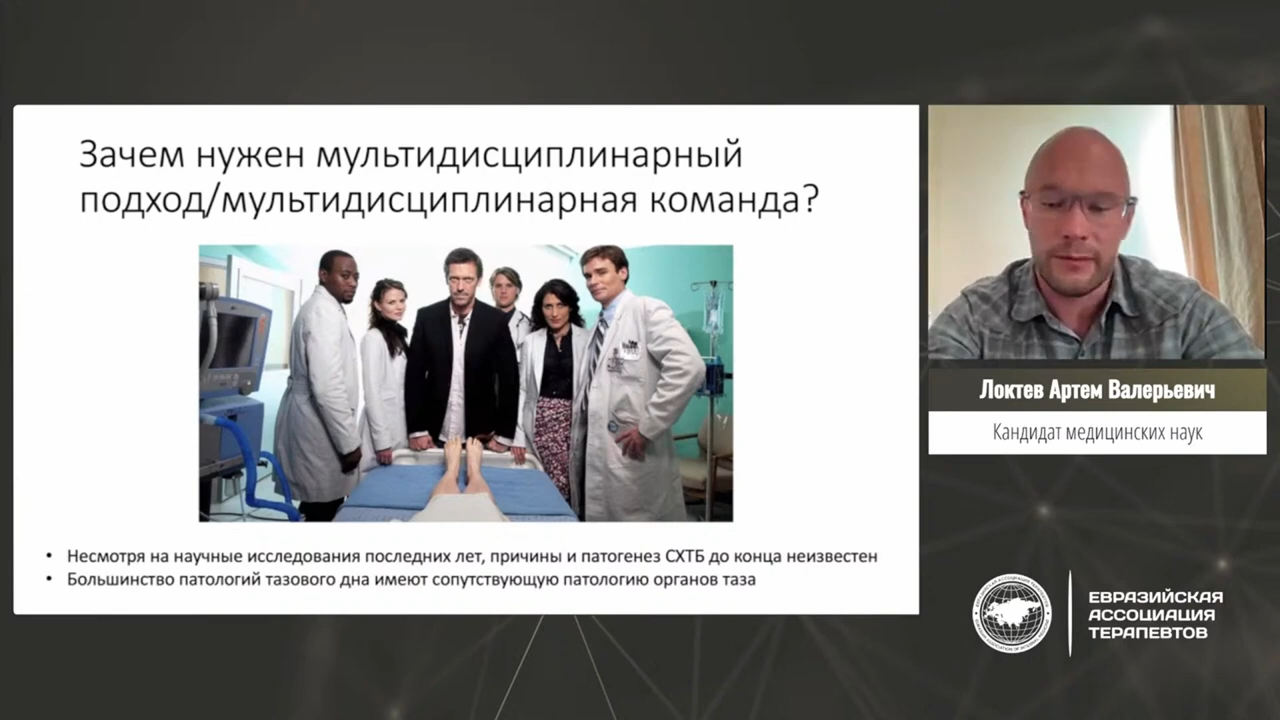 Зачем нужен мультидисциплинарный
подход/мультидисциплинарная команда?
• Несмотря на научные исследования последних лет, причины и патогенез СХТБ до конца неизвестен
• Большинство патологий тазового дна имеют сопутствующую патологию органов таза
Локтев Артем Валерьевич
Кандидат медицинских наук
ЕВРАЗИЙСКАЯ
АССОЦИАЦИЯ
ТЕРАПЕВТОВ